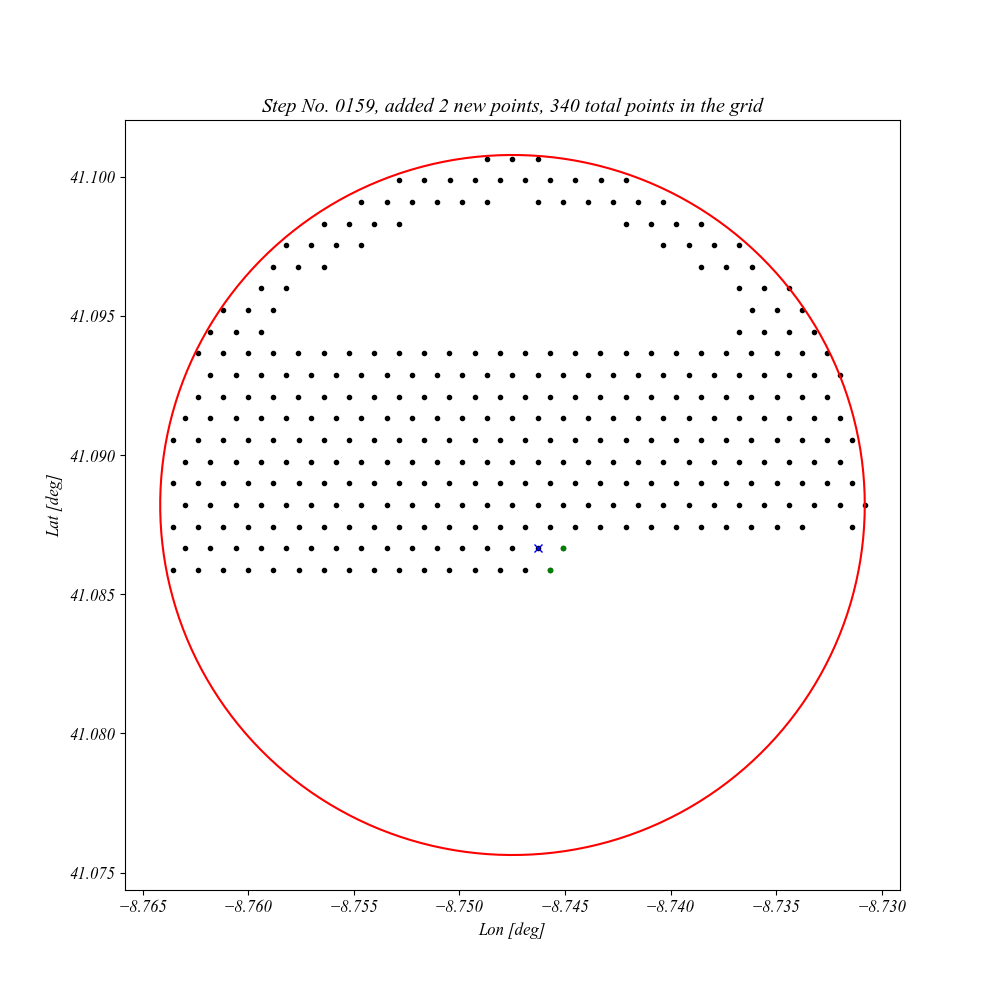 Step No. 0159, added 2 new points, 340 total points in the grid
41.100
41.095
41.090
41.085
41.080
41.075
Lat [deg]
−8.765 −8.760 −8.755 −8.750 −8.745 −8.740 −8.735 −8.730
Lon [deg]